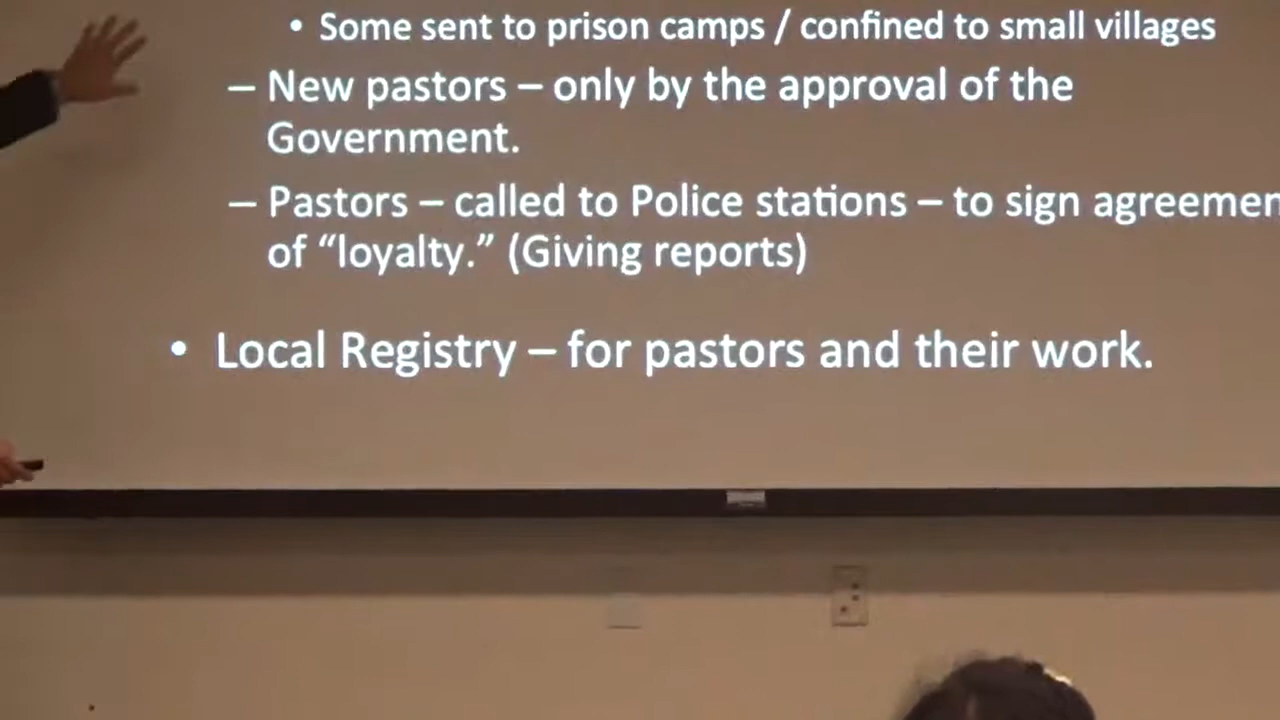 • Some sent to prison camps / confined to small villages
– New pastors – only by the approval of the
Government.
– Pastors – called to Police stations – to sign agreemen
of “loyalty.” (Giving reports)
• Local Registry – for pastors and their work.